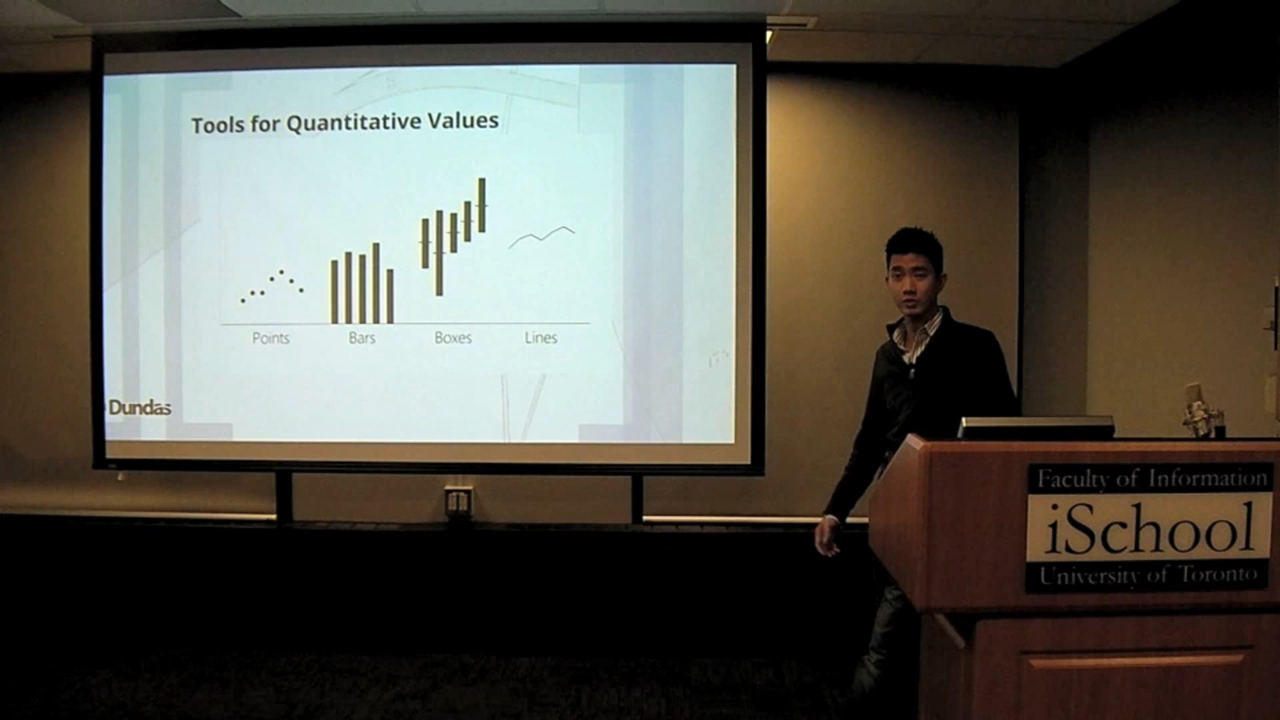 Tools for Quantitative Values
Points Bars Boxes Lines
Dundas
Faculty of Information
iSchool
University of Toronto